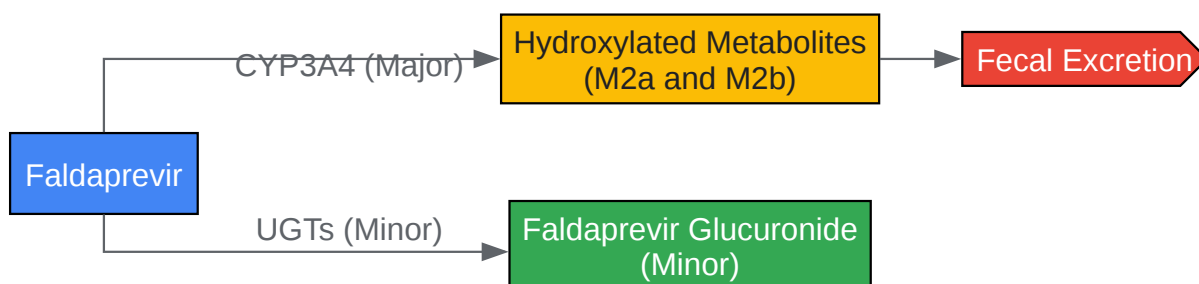 Hydroxylated Metabolites
(M2a and M2b)
Fecal Excretion
CYP3A4 (Major)
Faldaprevir
UGTs (Minor)
Faldaprevir Glucuronide
(Minor)